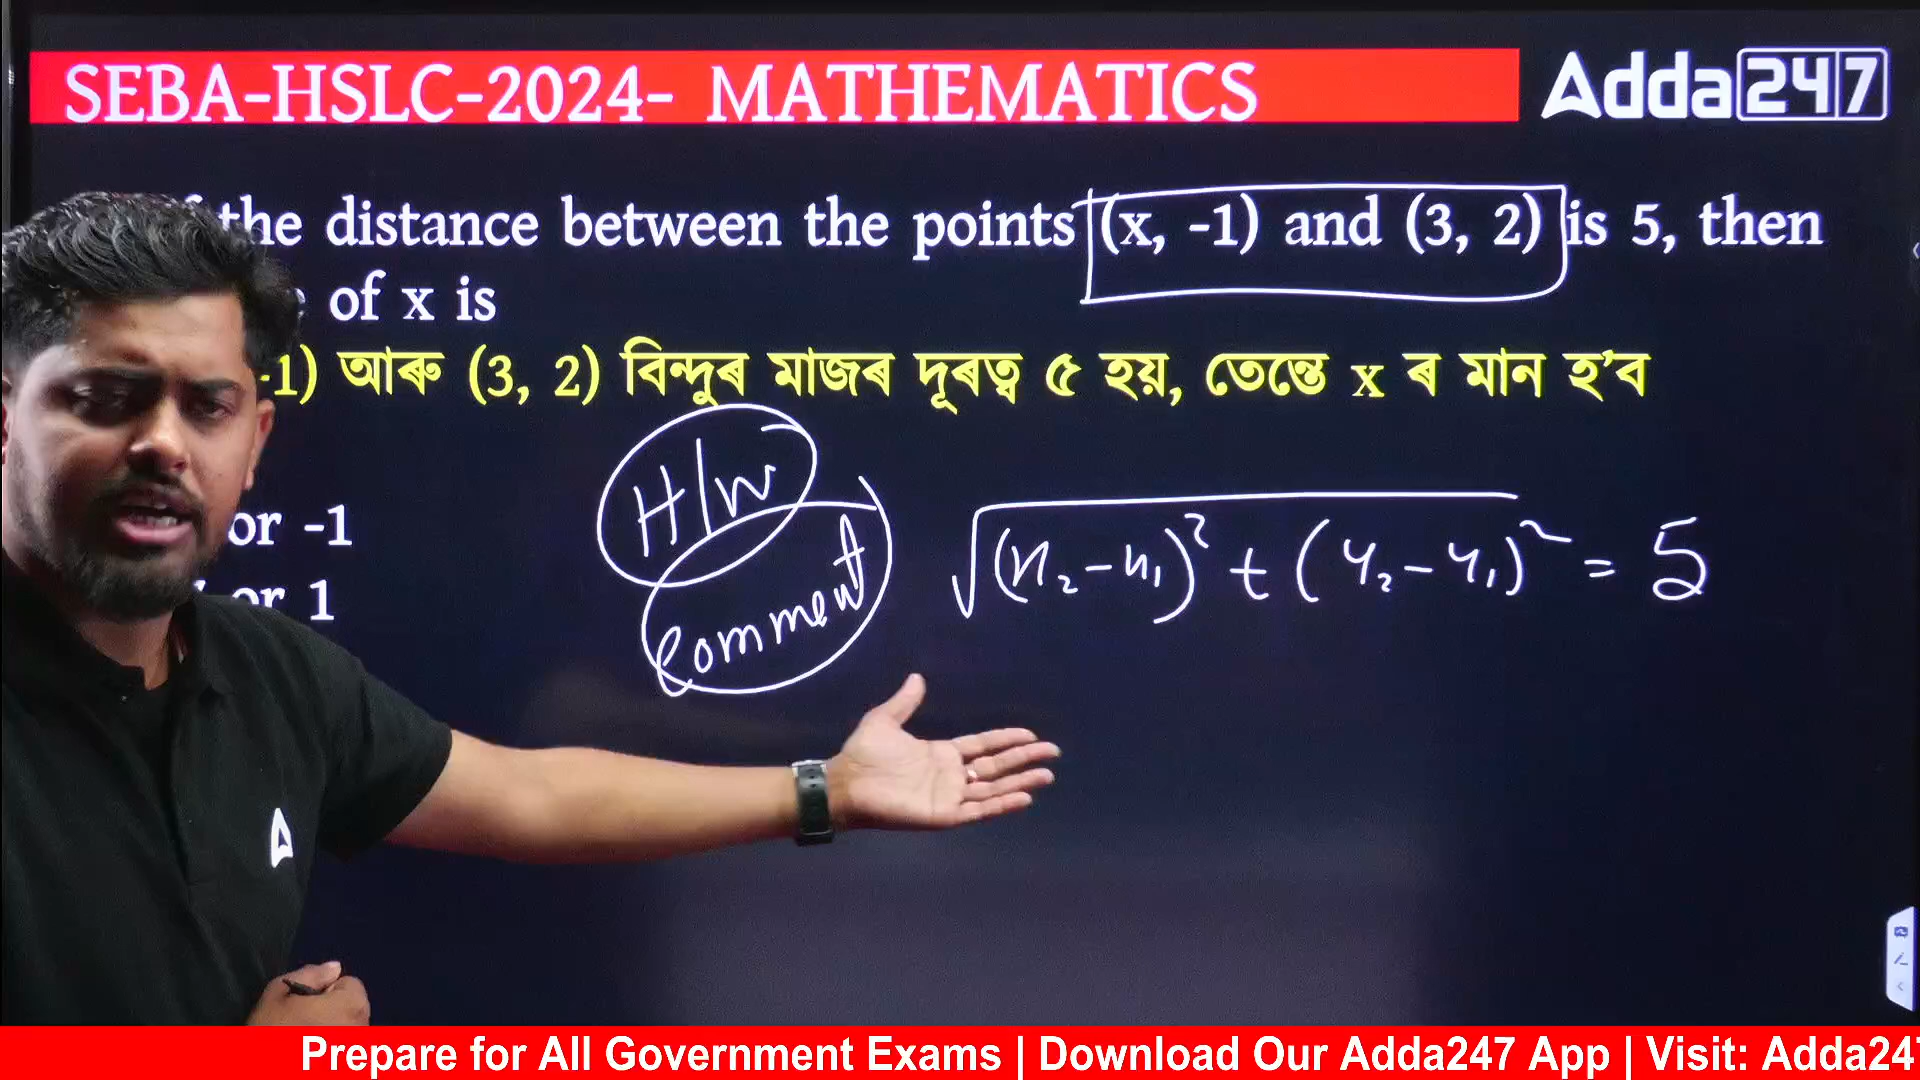 SEBA-HSLC-2024- MATHEMATICS
Adda247
the distance between the points (x, -1) and (3, 2) is 5, then
of x is
-1) আৰু (3, 2) বিন্দুৰ মাজৰ দূৰত্ব ৫ হয়, তেন্তে x ৰ মান হ'ব
H/W
or -1
√(x₂-x₁)² + (y₂-y₁)² = 5
or 1
Comment
Prepare for All Government Exams | Download Our Adda247 App | Visit: Adda247